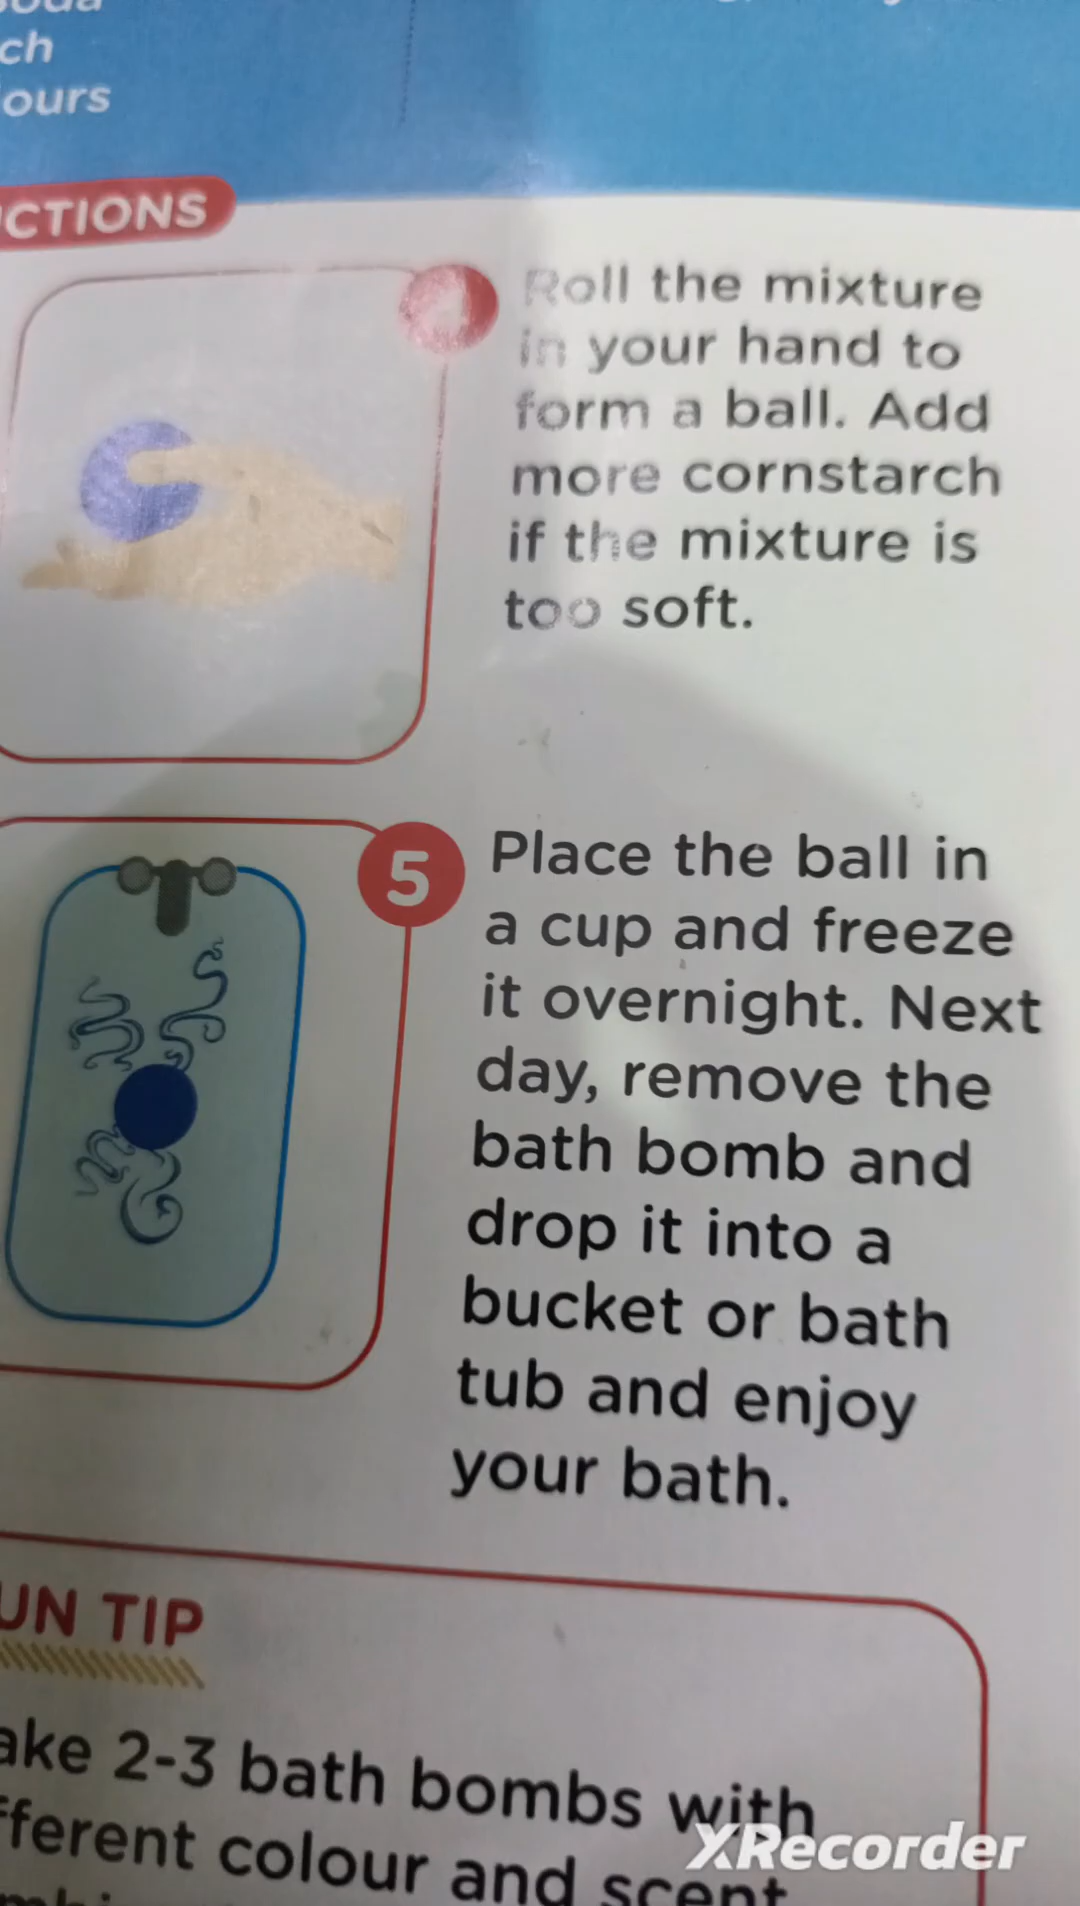 ch
ours
CTIONS
Roll the mixture
in your hand to
form a ball. Add
more cornstarch
if the mixture is
too soft.
5
Place the ball in
a cup and freeze
it overnight. Next
day, remove the
bath bomb and
drop it into a
bucket or bath
tub and enjoy
your bath.
UN TIP
ake 2-3 bath bombs with
fferent colour and scent
XRecorder